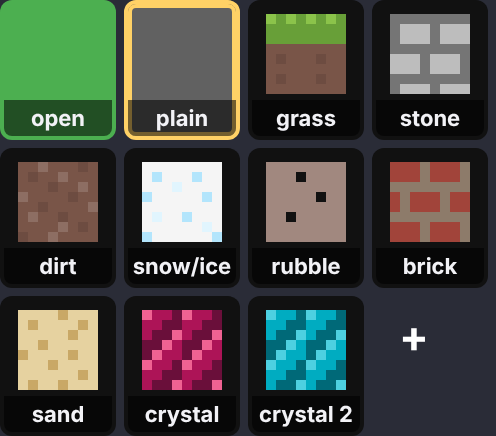 open
plain
grass
stone
dirt
snow/ice
rubble
brick
sand
crystal
crystal 2
+